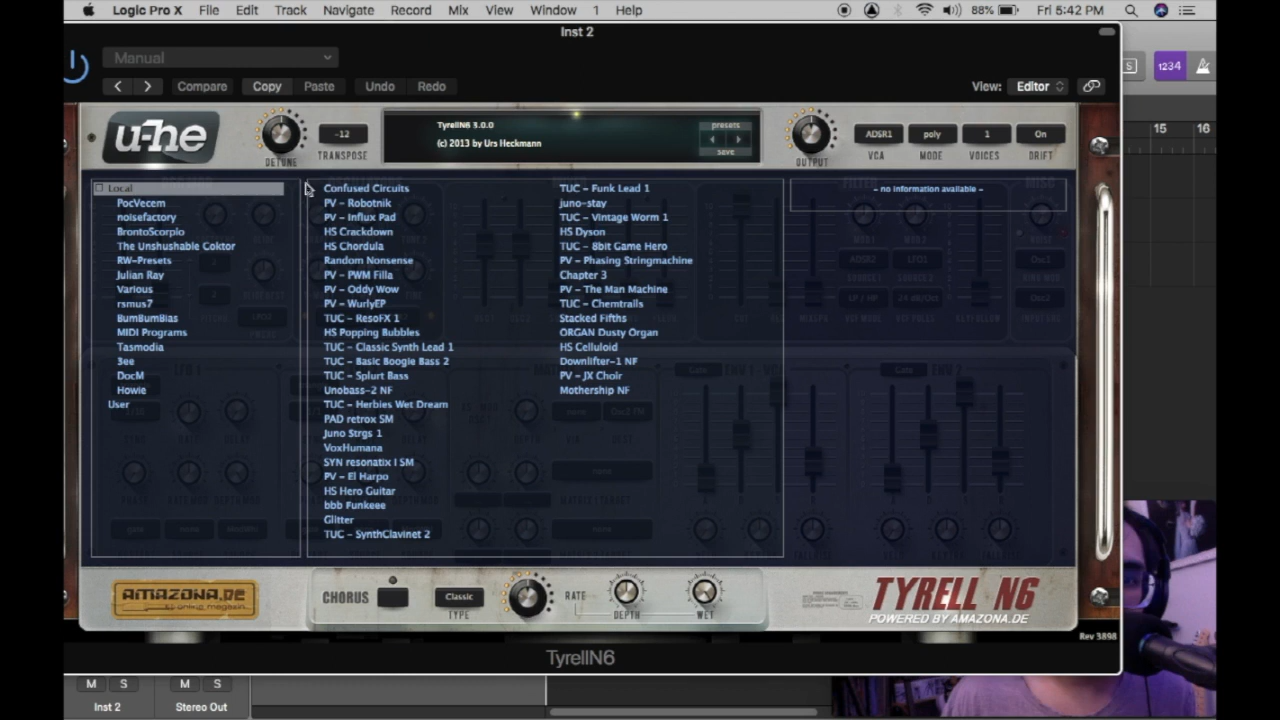 Logic Pro X File Edit Track Navigate Record Mix View Window 1 Help 88% Fri 5:42 PM
Inst 2
Manual
Compare Copy Paste Undo Redo View: Editor
S 1234
15 16
u-he
DETUNE
-12
TRANSPOSE
TyrellN6 3.0.0
(c) 2013 by Urs Heckmann
presets
save
OUTPUT
ADSR1 poly 1 On
VCA MODE VOICES DRIFT
Local
PocVecem
noisefactory
BrontoScorpio
The Unshushable Coktor
RW-Presets
Julian Ray
Various
rsmus7
BumBumBias
MIDI Programs
Tasmodia
3ee
DocM
Howie
User
Confused Circuits
PV - Robotnik
PV - Influx Pad
HS Crackdown
HS Chordula
Random Nonsense
PV - PWM Filla
PV - Oddy Wow
PV - WurlyEP
TUC - ResoFX 1
HS Popping Bubbles
TUC - Classic Synth Lead 1
TUC - Basic Boogie Bass 2
TUC - Splurt Bass
Unobass-2 NF
TUC - Herbies Wet Dream
PAD retrox SM
Juno Strgs 1
VoxHumana
SYN resonatix I SM
PV - El Harpo
HS Hero Guitar
bbb Funkeee
Glitter
TUC - SynthClavinet 2
TUC - Funk Lead 1
juno-stay
TUC - Vintage Worm 1
HS Dyson
TUC - 8bit Game Hero
PV - Phasing Stringmachine
Chapter 3
PV - The Man Machine
TUC - Chemtrails
Stacked Fifths
ORGAN Dusty Organ
HS Celluloid
Downlifter-1 NF
PV - JX Choir
Mothership NF
- no information available -
AMAZONA.DE
CHORUS
Classic
TYPE
RATE
DEPTH
WET
TYRELL N6
POWERED BY AMAZONA.DE
Rev 3898
TyrellN6
M S M S
Inst 2 Stereo Out